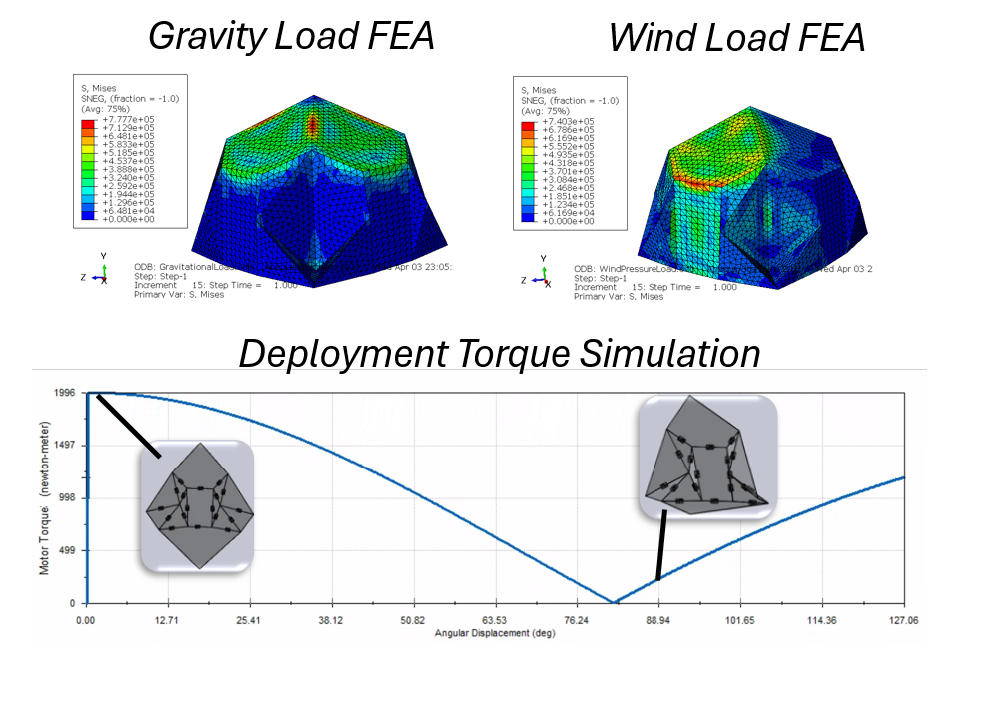 Gravity Load FEA
Wind Load FEA
S, Mises
SNEG, (fraction = -1.0)
(Avg: 75%)
+7.777e+05
+7.129e+05
+6.481e+05
+5.833e+05
+5.185e+05
+4.537e+05
+3.888e+05
+3.240e+05
+2.592e+05
+1.944e+05
+1.296e+05
+6.481e+04
+0.000e+00
Y
Z
X
ODB: GravitationalLoa
d Apr 03 23:05:
Step: Step-1
Increment 15: Step Time = 1.000
Primary Var: S, Mises
S, Mises
SNEG, (fraction = -1.0)
(Avg: 75%)
+7.403e+05
+6.786e+05
+6.169e+05
+5.552e+05
+4.935e+05
+4.318e+05
+3.701e+05
+3.084e+05
+2.468e+05
+1.851e+05
+1.234e+05
+6.169e+04
+0.000e+00
Y
Z
X
ODB: WindPressureLoad
ed Apr 03 2
Step: Step-1
Increment 15: Step Time = 1.000
Primary Var: S, Mises
Deployment Torque Simulation
Motor Torque (newton-meter)
1996
1497
998
499
0
0.00 12.71 25.41 38.12 50.82 63.53 76.24 88.94 101.65 114.36 127.06
Angular Displacement (deg)